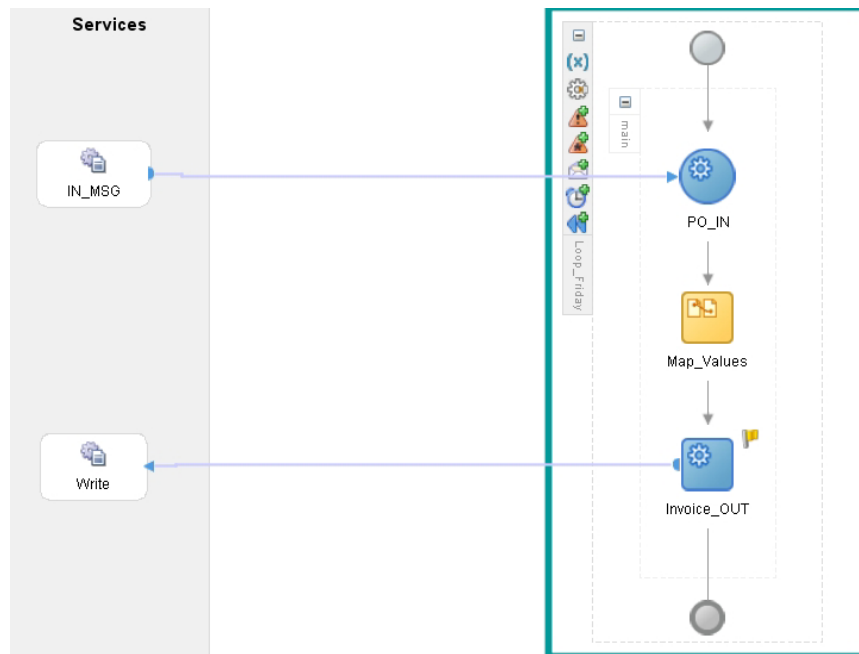 Services
(x)
main
IN_MSG
PO_IN
Loop_Friday
Map_Values
Write
Invoice_OUT